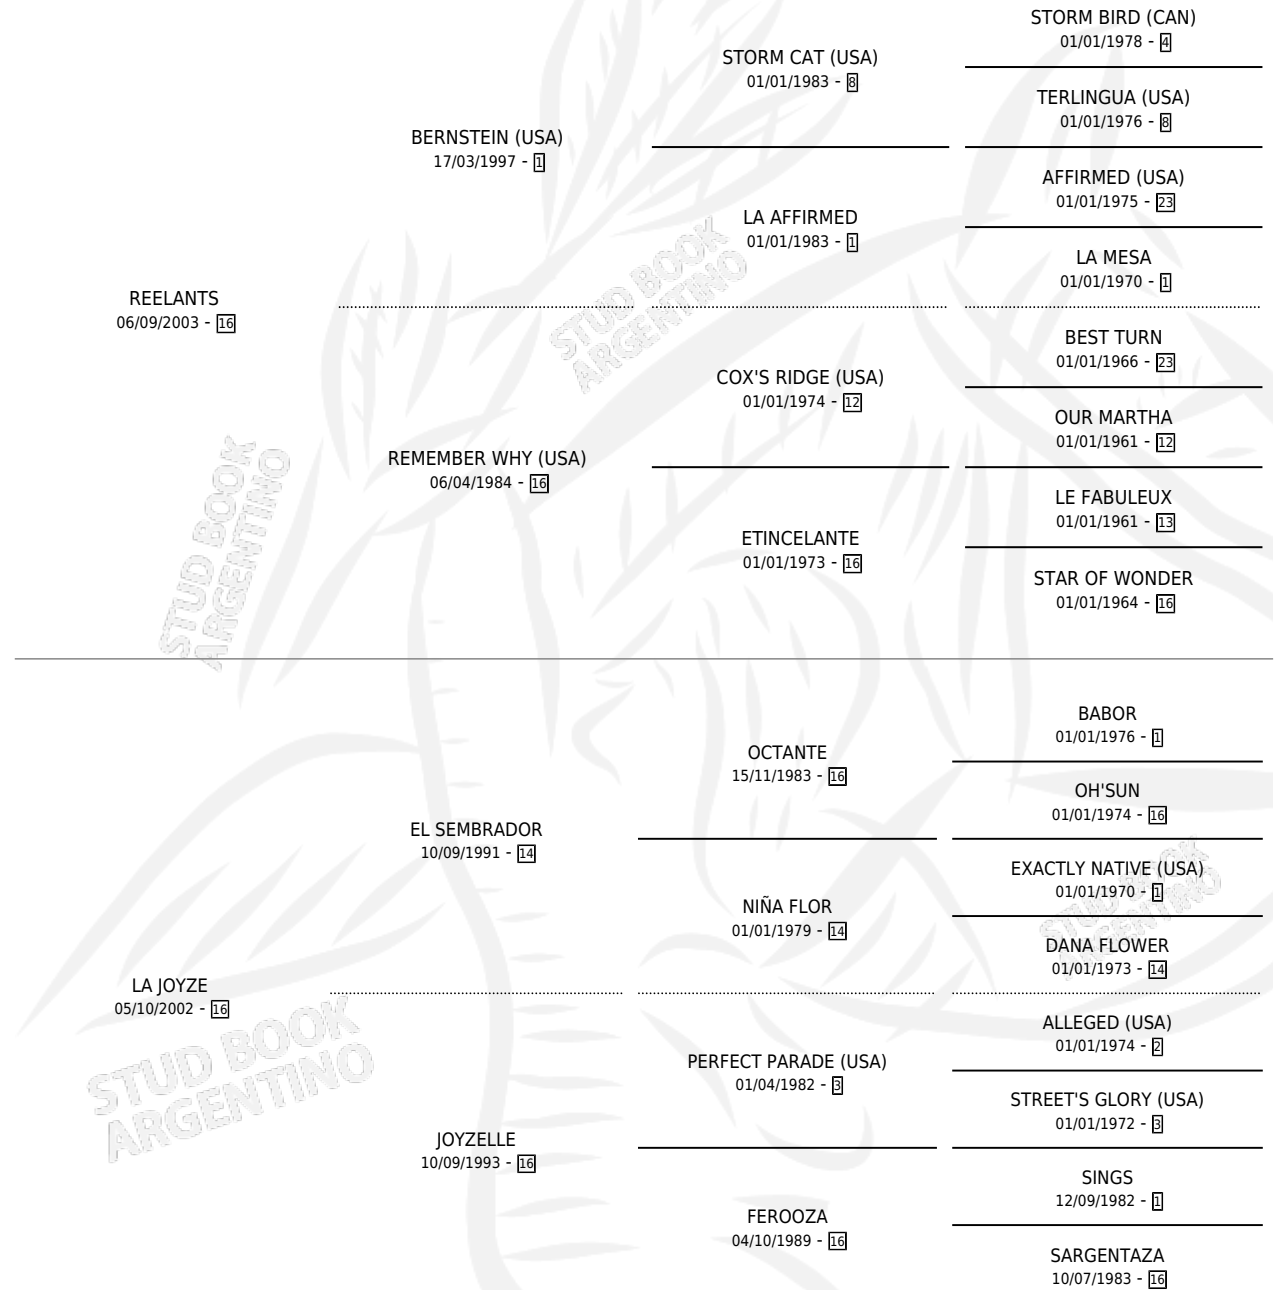 STORM BIRD (CAN)
01/01/1978 - 4
STORM CAT (USA)
01/01/1983 - 8
TERLINGUA (USA)
01/01/1976 - 8
BERNSTEIN (USA)
17/03/1997 - 1
AFFIRMED (USA)
01/01/1975 - 23
LA AFFIRMED
01/01/1983 - 1
LA MESA
01/01/1970 - 1
REELANTS
06/09/2003 - 16
BEST TURN
01/01/1966 - 23
COX'S RIDGE (USA)
01/01/1974 - 12
OUR MARTHA
01/01/1961 - 12
REMEMBER WHY (USA)
06/04/1984 - 16
LE FABULEUX
01/01/1961 - 13
ETINCELANTE
01/01/1973 - 16
STAR OF WONDER
01/01/1964 - 16
BABOR
01/01/1976 - 1
OCTANTE
15/11/1983 - 16
OH'SUN
01/01/1974 - 16
EL SEMBRADOR
10/09/1991 - 14
EXACTLY NATIVE (USA)
01/01/1970 - 1
NIÑA FLOR
01/01/1979 - 14
DANA FLOWER
01/01/1973 - 14
LA JOYZE
05/10/2002 - 16
ALLEGED (USA)
01/01/1974 - 2
PERFECT PARADE (USA)
01/04/1982 - 3
STREET'S GLORY (USA)
01/01/1972 - 3
JOYZELLE
10/09/1993 - 16
SINGS
12/09/1982 - 1
FEROOZA
04/10/1989 - 16
SARGENTAZA
10/07/1983 - 16
STUD BOOK
ARGENTINO
STUD BOOK
ARGENTINO
STUD BOOK
ARGENTINO
STUD BOOK
ARGENTINO